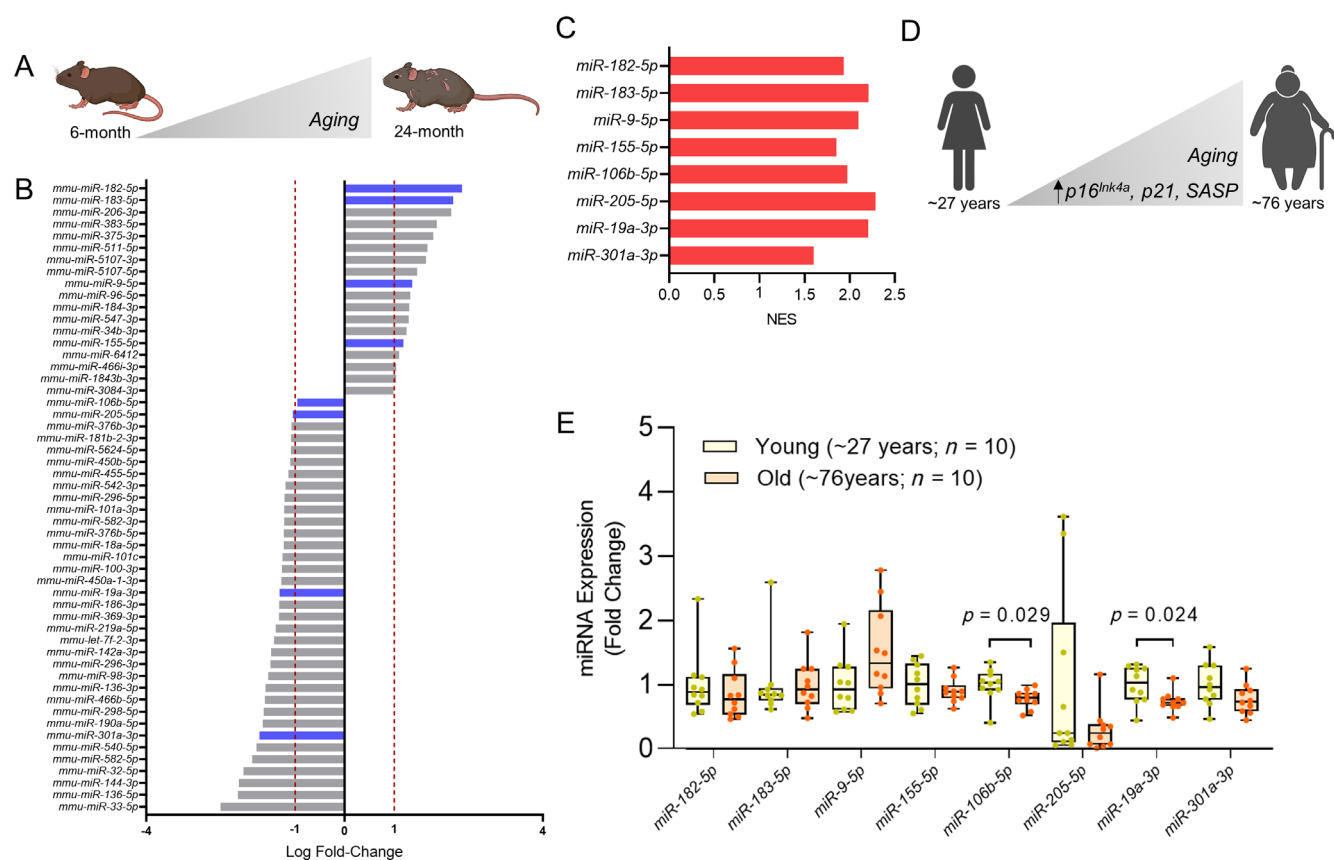 A
6-month
Aging
24-month
B
mmu-miR-182-5p
mmu-miR-183-5p
mmu-miR-206-3p
mmu-miR-383-5p
mmu-miR-375-3p
mmu-miR-511-5p
mmu-miR-5107-3p
mmu-miR-5107-5p
mmu-miR-9-5p
mmu-miR-96-5p
mmu-miR-184-3p
mmu-miR-547-3p
mmu-miR-34b-3p
mmu-miR-155-5p
mmu-miR-6412
mmu-miR-466i-3p
mmu-miR-1843b-3p
mmu-miR-3084-3p
mmu-miR-106b-5p
mmu-miR-205-5p
mmu-miR-376b-3p
mmu-miR-181b-2-3p
mmu-miR-5624-5p
mmu-miR-450b-5p
mmu-miR-455-5p
mmu-miR-542-3p
mmu-miR-296-5p
mmu-miR-101a-3p
mmu-miR-582-3p
mmu-miR-376b-5p
mmu-miR-18a-5p
mmu-miR-101c
mmu-miR-100-3p
mmu-miR-450a-1-3p
mmu-miR-19a-3p
mmu-miR-186-3p
mmu-miR-369-3p
mmu-miR-219a-5p
mmu-let-7f-2-3p
mmu-miR-142a-3p
mmu-miR-296-3p
mmu-miR-98-3p
mmu-miR-136-3p
mmu-miR-466b-5p
mmu-miR-298-5p
mmu-miR-190a-5p
mmu-miR-301a-3p
mmu-miR-540-5p
mmu-miR-582-5p
mmu-miR-32-5p
mmu-miR-144-3p
mmu-miR-136-5p
mmu-miR-33-5p
-4 -1 0 1 4
Log Fold-Change
C
miR-182-5p
miR-183-5p
miR-9-5p
miR-155-5p
miR-106b-5p
miR-205-5p
miR-19a-3p
miR-301a-3p
0.0 0.5 1 1.5 2.0 2.5
NES
D
Aging
p16Ink4a, p21, SASP
~27 years
~76 years
E
miRNA Expression
(Fold Change)
5
4
3
2
1
0
Young (~27 years; n = 10)
Old (~76years; n = 10)
p = 0.029
p = 0.024
miR-182-5p
miR-183-5p
miR-9-5p
miR-155-5p
miR-106b-5p
miR-205-5p
miR-19a-3p
miR-301a-3p